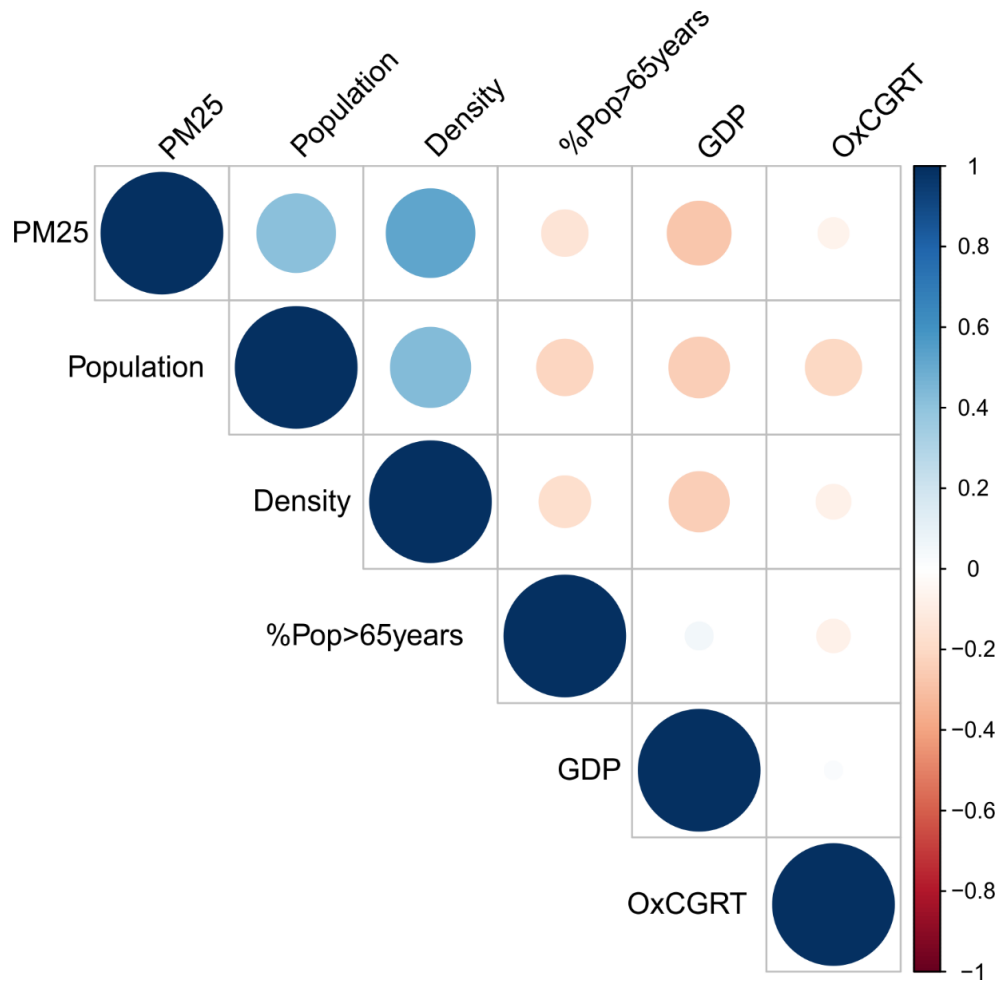 PM25
Population
Density
%Pop>65years
GDP
OxCGRT
PM25
Population
Density
%Pop>65years
GDP
OxCGRT
1
0.8
0.6
0.4
0.2
0
−0.2
−0.4
−0.6
−0.8
−1